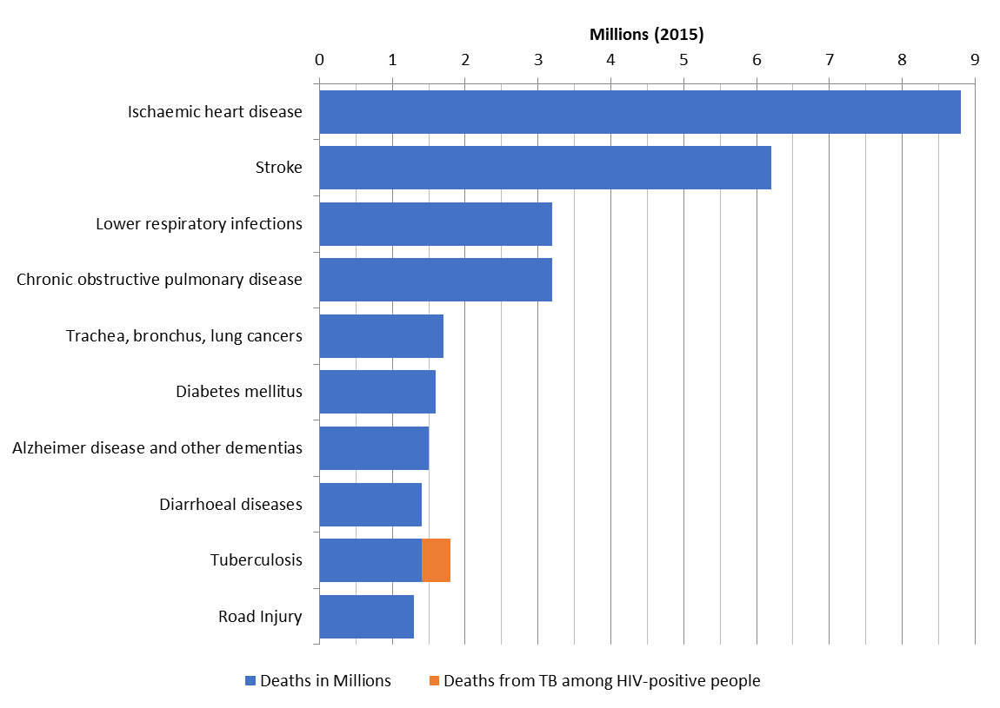 Millions (2015)
0 1 2 3 4 5 6 7 8 9
Ischaemic heart disease
Stroke
Lower respiratory infections
Chronic obstructive pulmonary disease
Trachea, bronchus, lung cancers
Diabetes mellitus
Alzheimer disease and other dementias
Diarrhoeal diseases
Tuberculosis
Road Injury
Deaths in Millions Deaths from TB among HIV-positive people